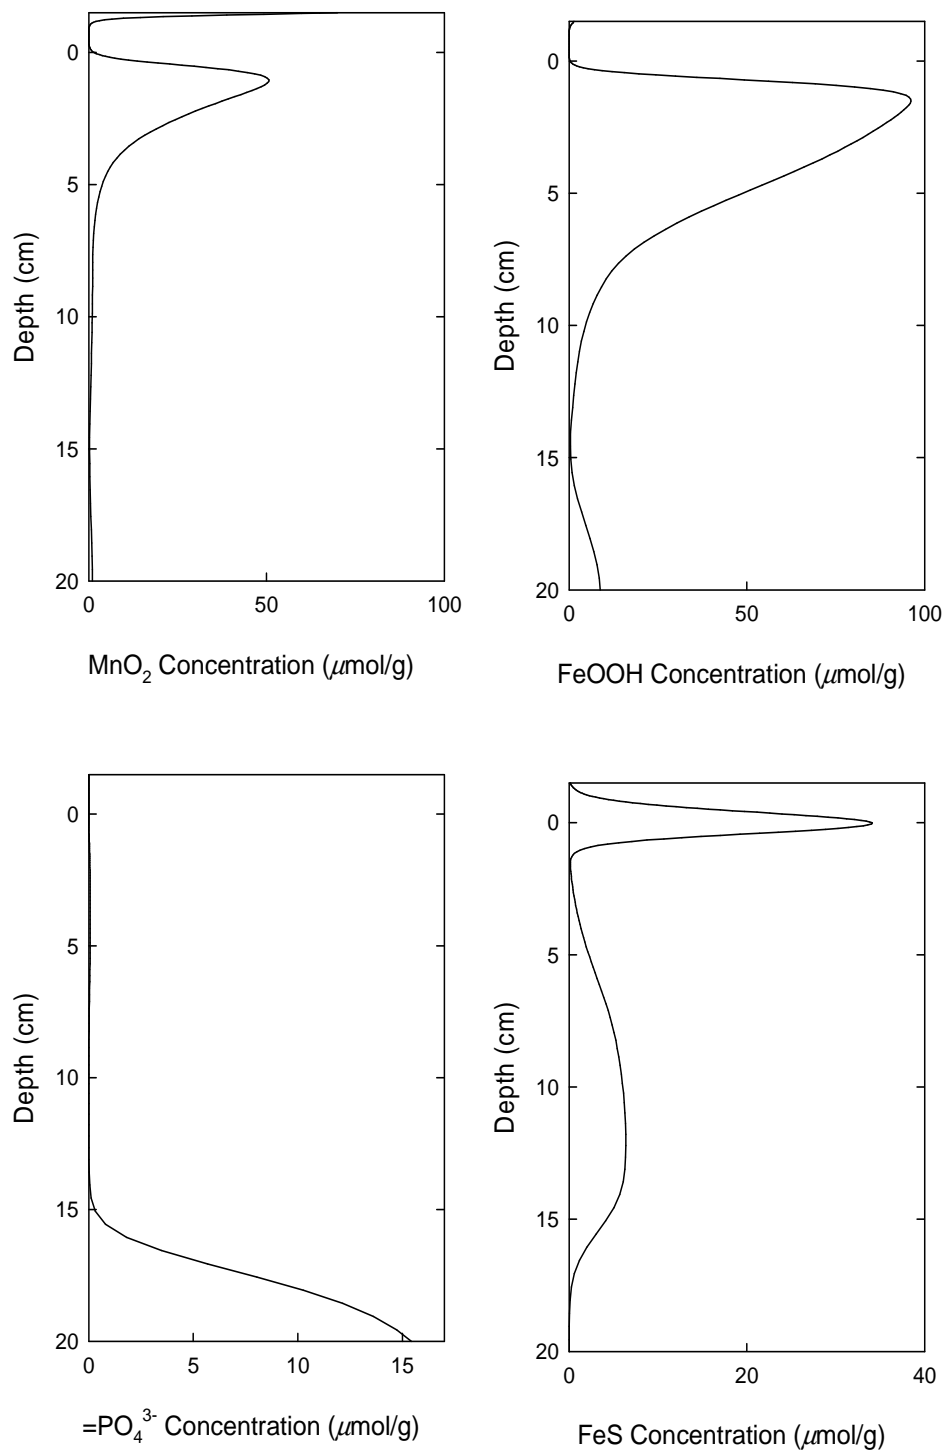 0
5
10
15
20
Depth (cm)
0 50 100
MnO₂ Concentration (μmol/g)
0
5
10
15
20
Depth (cm)
0 50 100
FeOOH Concentration (μmol/g)
0
5
10
15
20
Depth (cm)
0 5 10 15
=PO₄³⁻ Concentration (μmol/g)
0
5
10
15
20
Depth (cm)
0 20 40
FeS Concentration (μmol/g)